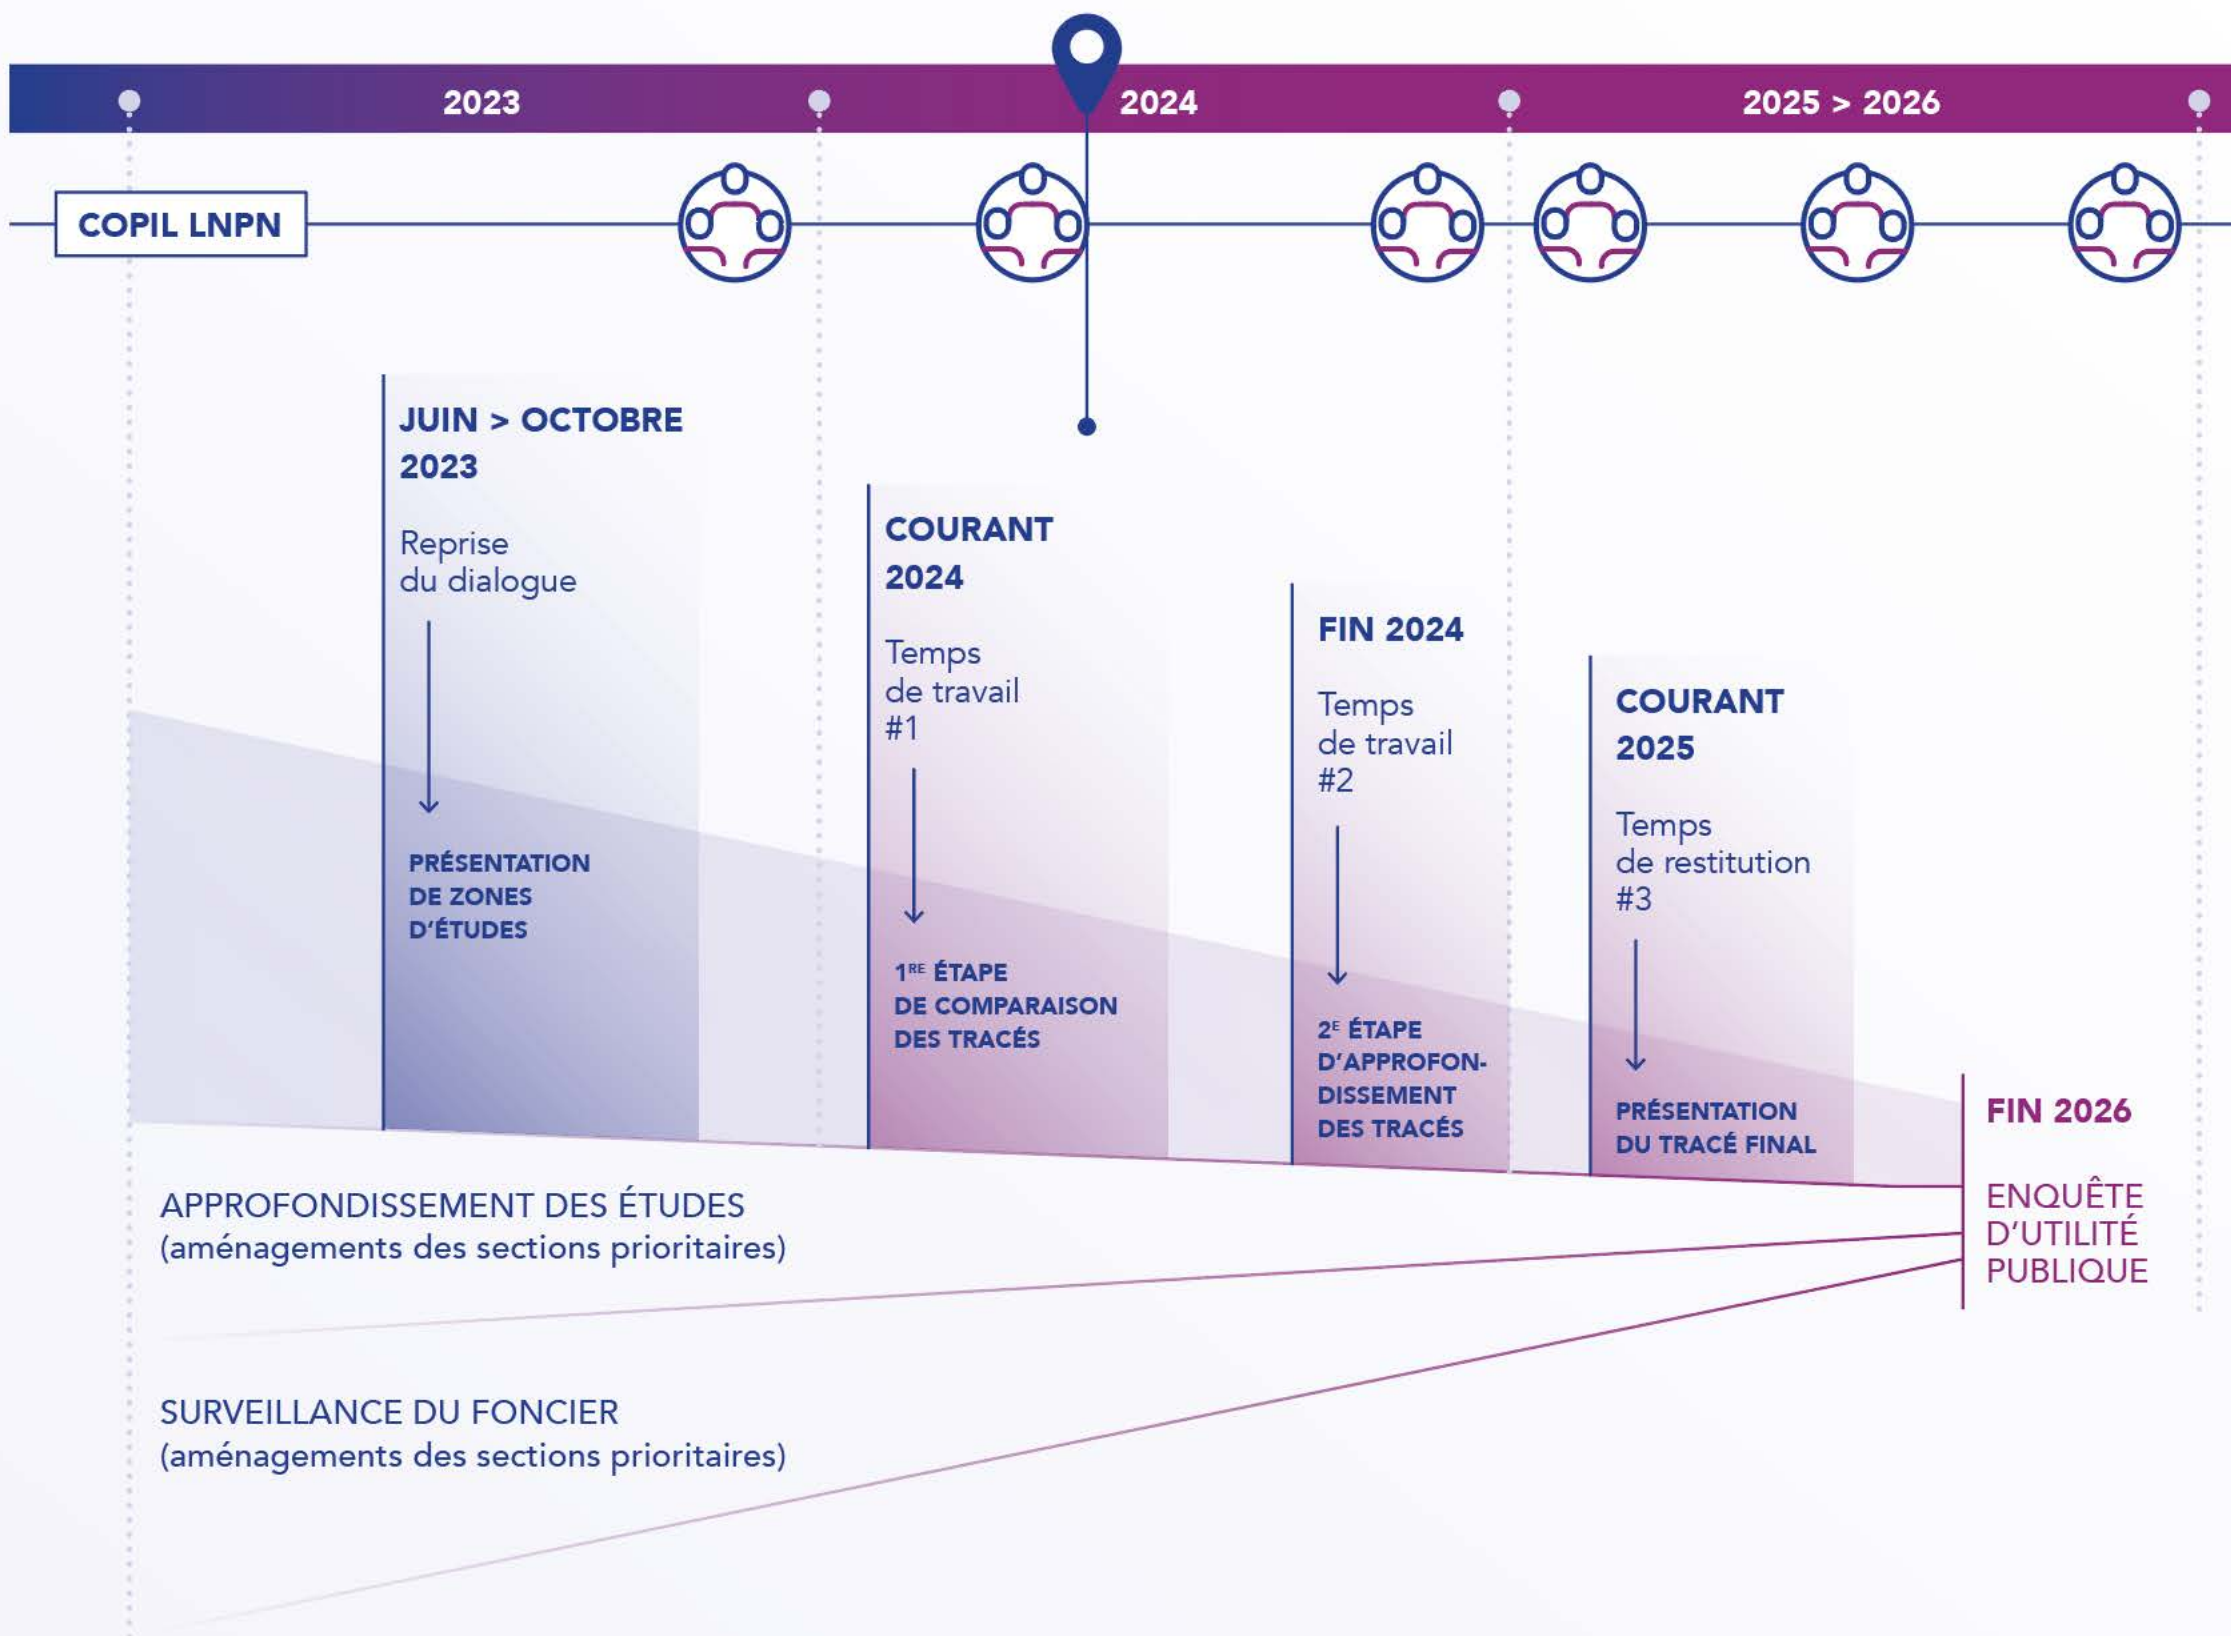 2023
2024
2025 > 2026
COPIL LNPN
JUIN > OCTOBRE
2023
Reprise
du dialogue
PRÉSENTATION
DE ZONES
D'ÉTUDES
COURANT
2024
Temps
de travail
#1
1RE ÉTAPE
DE COMPARAISON
DES TRACÉS
FIN 2024
Temps
de travail
#2
2E ÉTAPE
D'APPROFON-
DISSEMENT
DES TRACÉS
COURANT
2025
Temps
de restitution
#3
PRÉSENTATION
DU TRACÉ FINAL
FIN 2026
ENQUÊTE
D'UTILITÉ
PUBLIQUE
APPROFONDISSEMENT DES ÉTUDES
(aménagements des sections prioritaires)
SURVEILLANCE DU FONCIER
(aménagements des sections prioritaires)